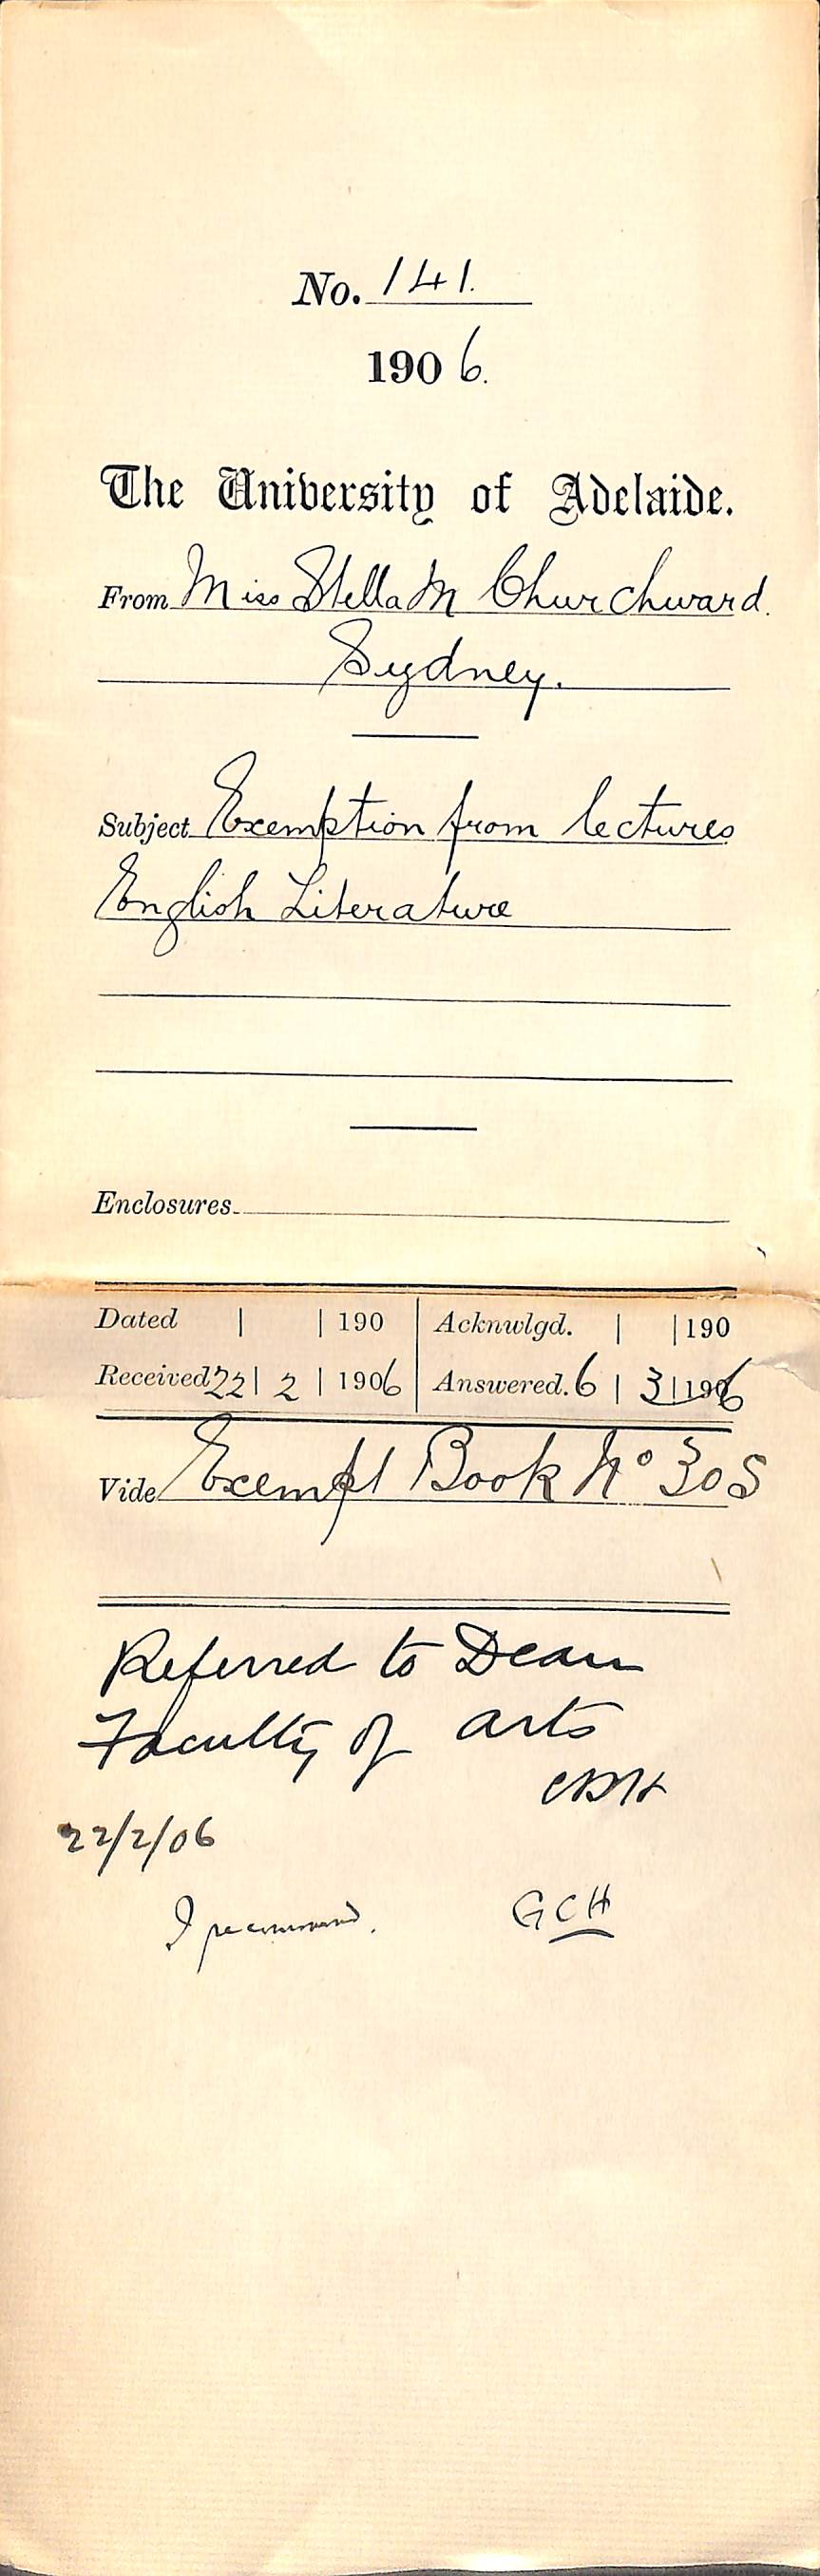 No. 141.
1906.
The University of Adelaide.
From Miss Stella M Churchward.
Sydney.
Subject Exemption from lectures
English Literature
Enclosures
Dated | | 190 | Acknwlgd. | | 190
Received 22 | 2 | 1906 | Answered. 6 | 3 | 1906
Vide Exempt Book No 305
Referred to Dean
Faculty of arts
22/2/06
I recommend. GCH